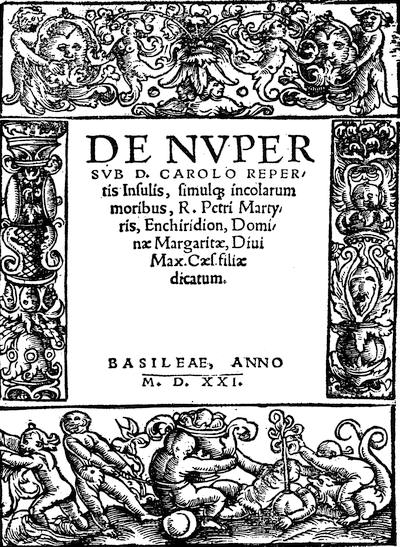 DE NVPER
SVB D. CAROLO REPER/
tis Insulis, simulq; incolarum
moribus, R. Petri Marty/
ris, Enchiridion, Domi/
næ Margaritæ, Diui
Max. Cæs. filiæ
dicatum.
BASILEAE, ANNO
M. D. XXI.